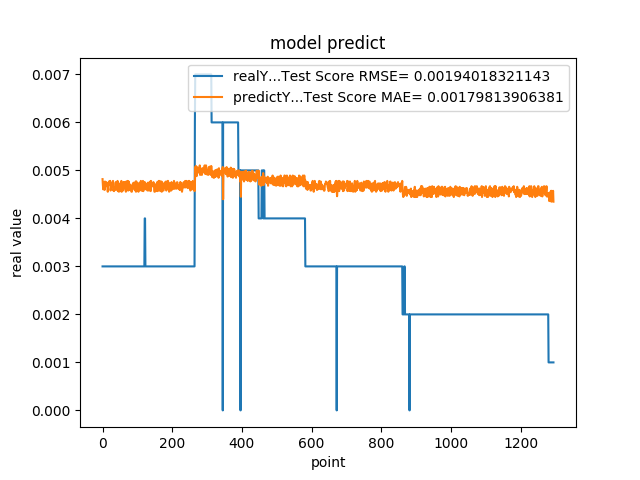 model predict
realY...Test Score RMSE= 0.00194018321143
predictY...Test Score MAE= 0.00179813906381
0.007
0.006
0.005
0.004
0.003
0.002
0.001
0.000
real value
0 200 400 600 800 1000 1200
point